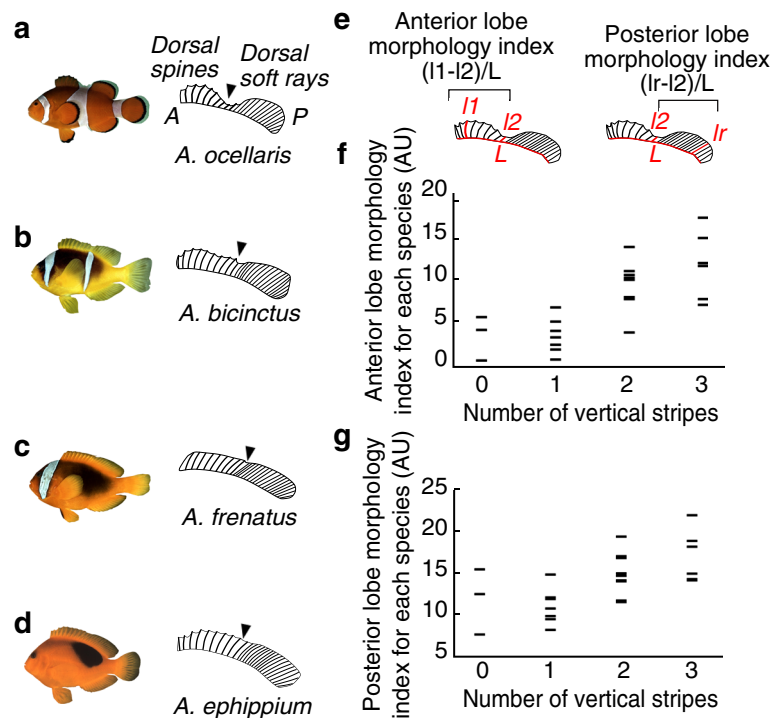 a
Dorsal spines
Dorsal soft rays
A
P
A. ocellaris
b
A. bicinctus
c
A. frenatus
d
A. ephippium
e
Anterior lobe
morphology index
(l1-l2)/L
Posterior lobe
morphology index
(lr-l2)/L
l1
l2
L
l2
lr
L
f
Anterior lobe morphology
index for each species (AU)
20
15
10
5
0
0 1 2 3
Number of vertical stripes
g
Posterior lobe morphology
index for each species (AU)
25
20
15
10
5
0 1 2 3
Number of vertical stripes